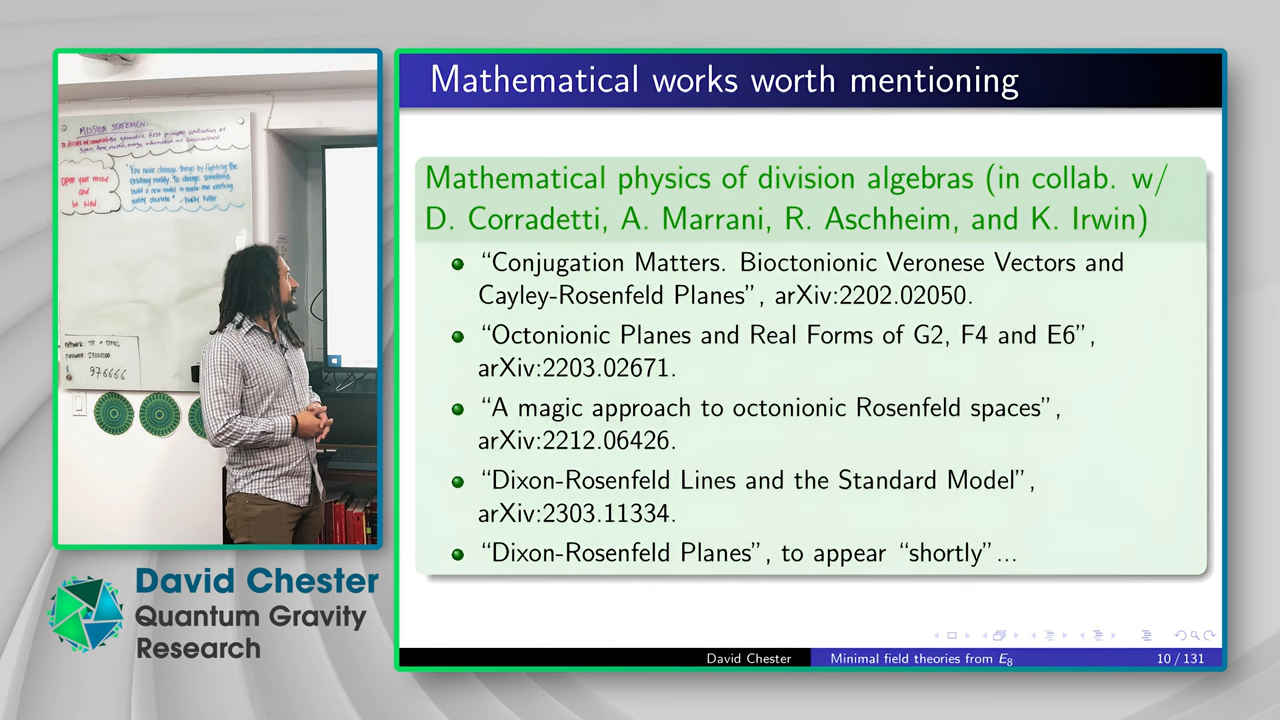 Mathematical works worth mentioning
Mathematical physics of division algebras (in collab. w/
D. Corradetti, A. Marrani, R. Aschheim, and K. Irwin)
“Conjugation Matters. Bioctonionic Veronese Vectors and
Cayley-Rosenfeld Planes”, arXiv:2202.02050.
“Octonionic Planes and Real Forms of G2, F4 and E6”,
arXiv:2203.02671.
“A magic approach to octonionic Rosenfeld spaces”,
arXiv:2212.06426.
“Dixon-Rosenfeld Lines and the Standard Model”,
arXiv:2303.11334.
“Dixon-Rosenfeld Planes”, to appear “shortly”...
David Chester
Minimal field theories from E₈
10 / 131
MISSION STATEMENT:
"You never change things by fighting the
existing reality. To change something,
build a new model to make the existing
reality obsolete." -Bucky Fuller
Open your mind
and
be kind.
976666
David Chester
Quantum Gravity
Research